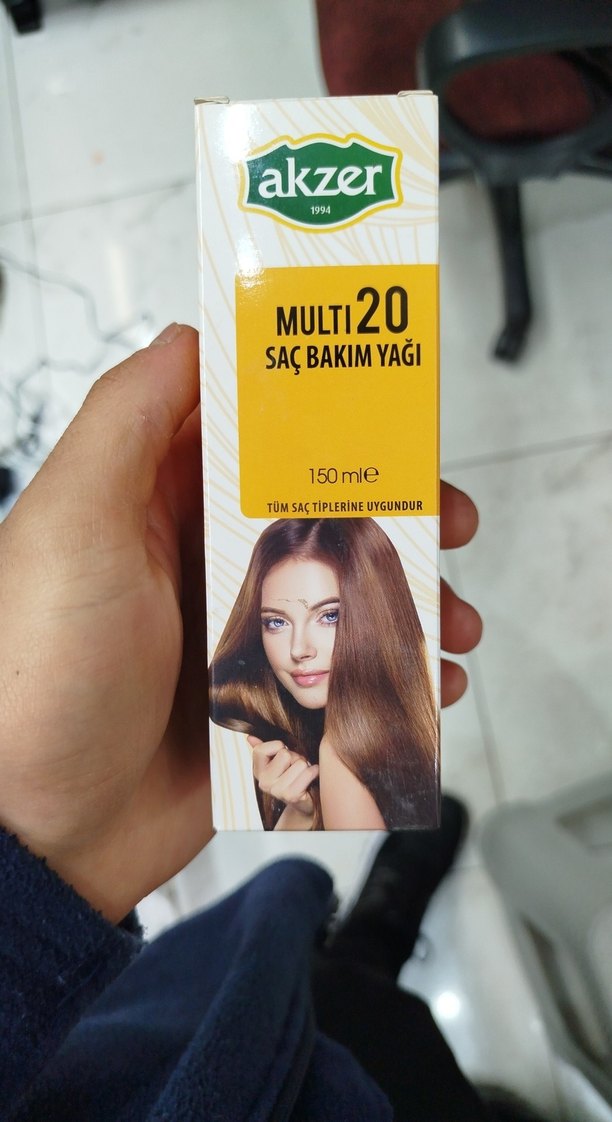 akzer
1994
MULTI 20
SAÇ BAKIM YAĞI
150 ml℮
TÜM SAÇ TİPLERİNE UYGUNDUR